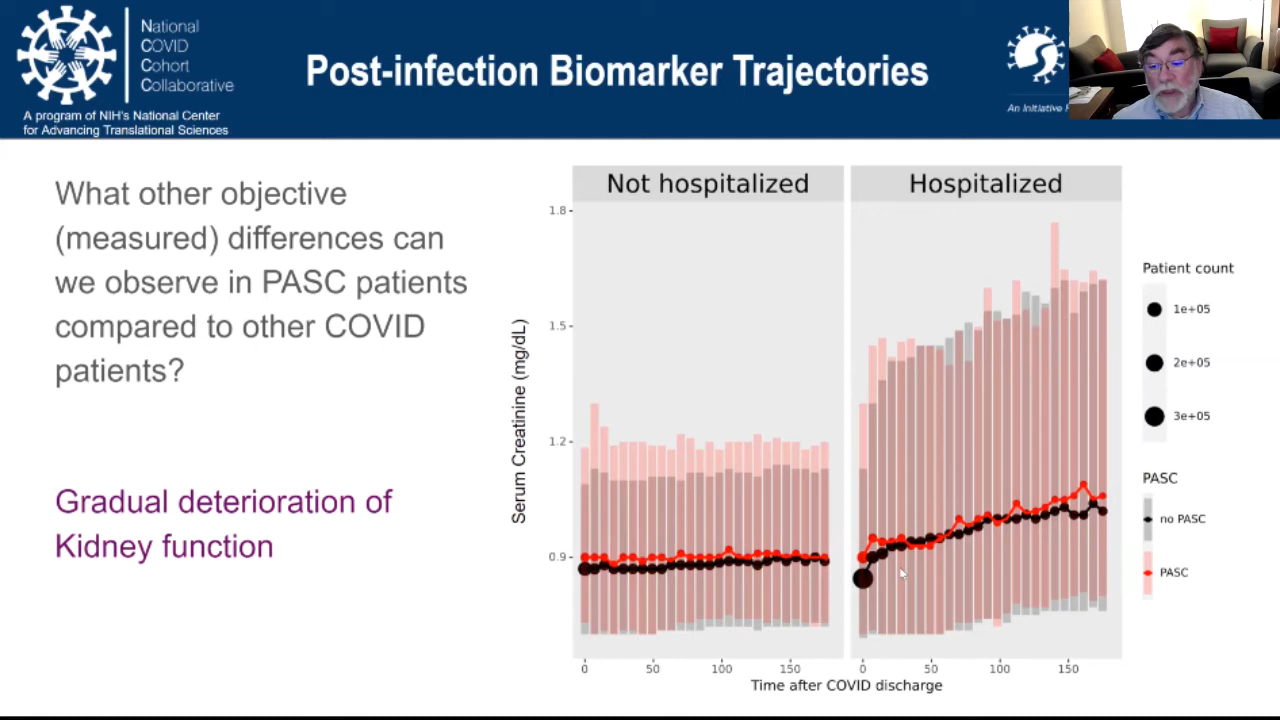 National
COVID
Cohort
Collaborative
A program of NIH's National Center
for Advancing Translational Sciences
Post-infection Biomarker Trajectories
An Initiative
What other objective
(measured) differences can
we observe in PASC patients
compared to other COVID
patients?
Gradual deterioration of
Kidney function
Not hospitalized
Hospitalized
Serum Creatinine (mg/dL)
1.8
1.5
1.2
0.9
0 50 100 150
0 50 100 150
Time after COVID discharge
Patient count
1e+05
2e+05
3e+05
PASC
no PASC
PASC